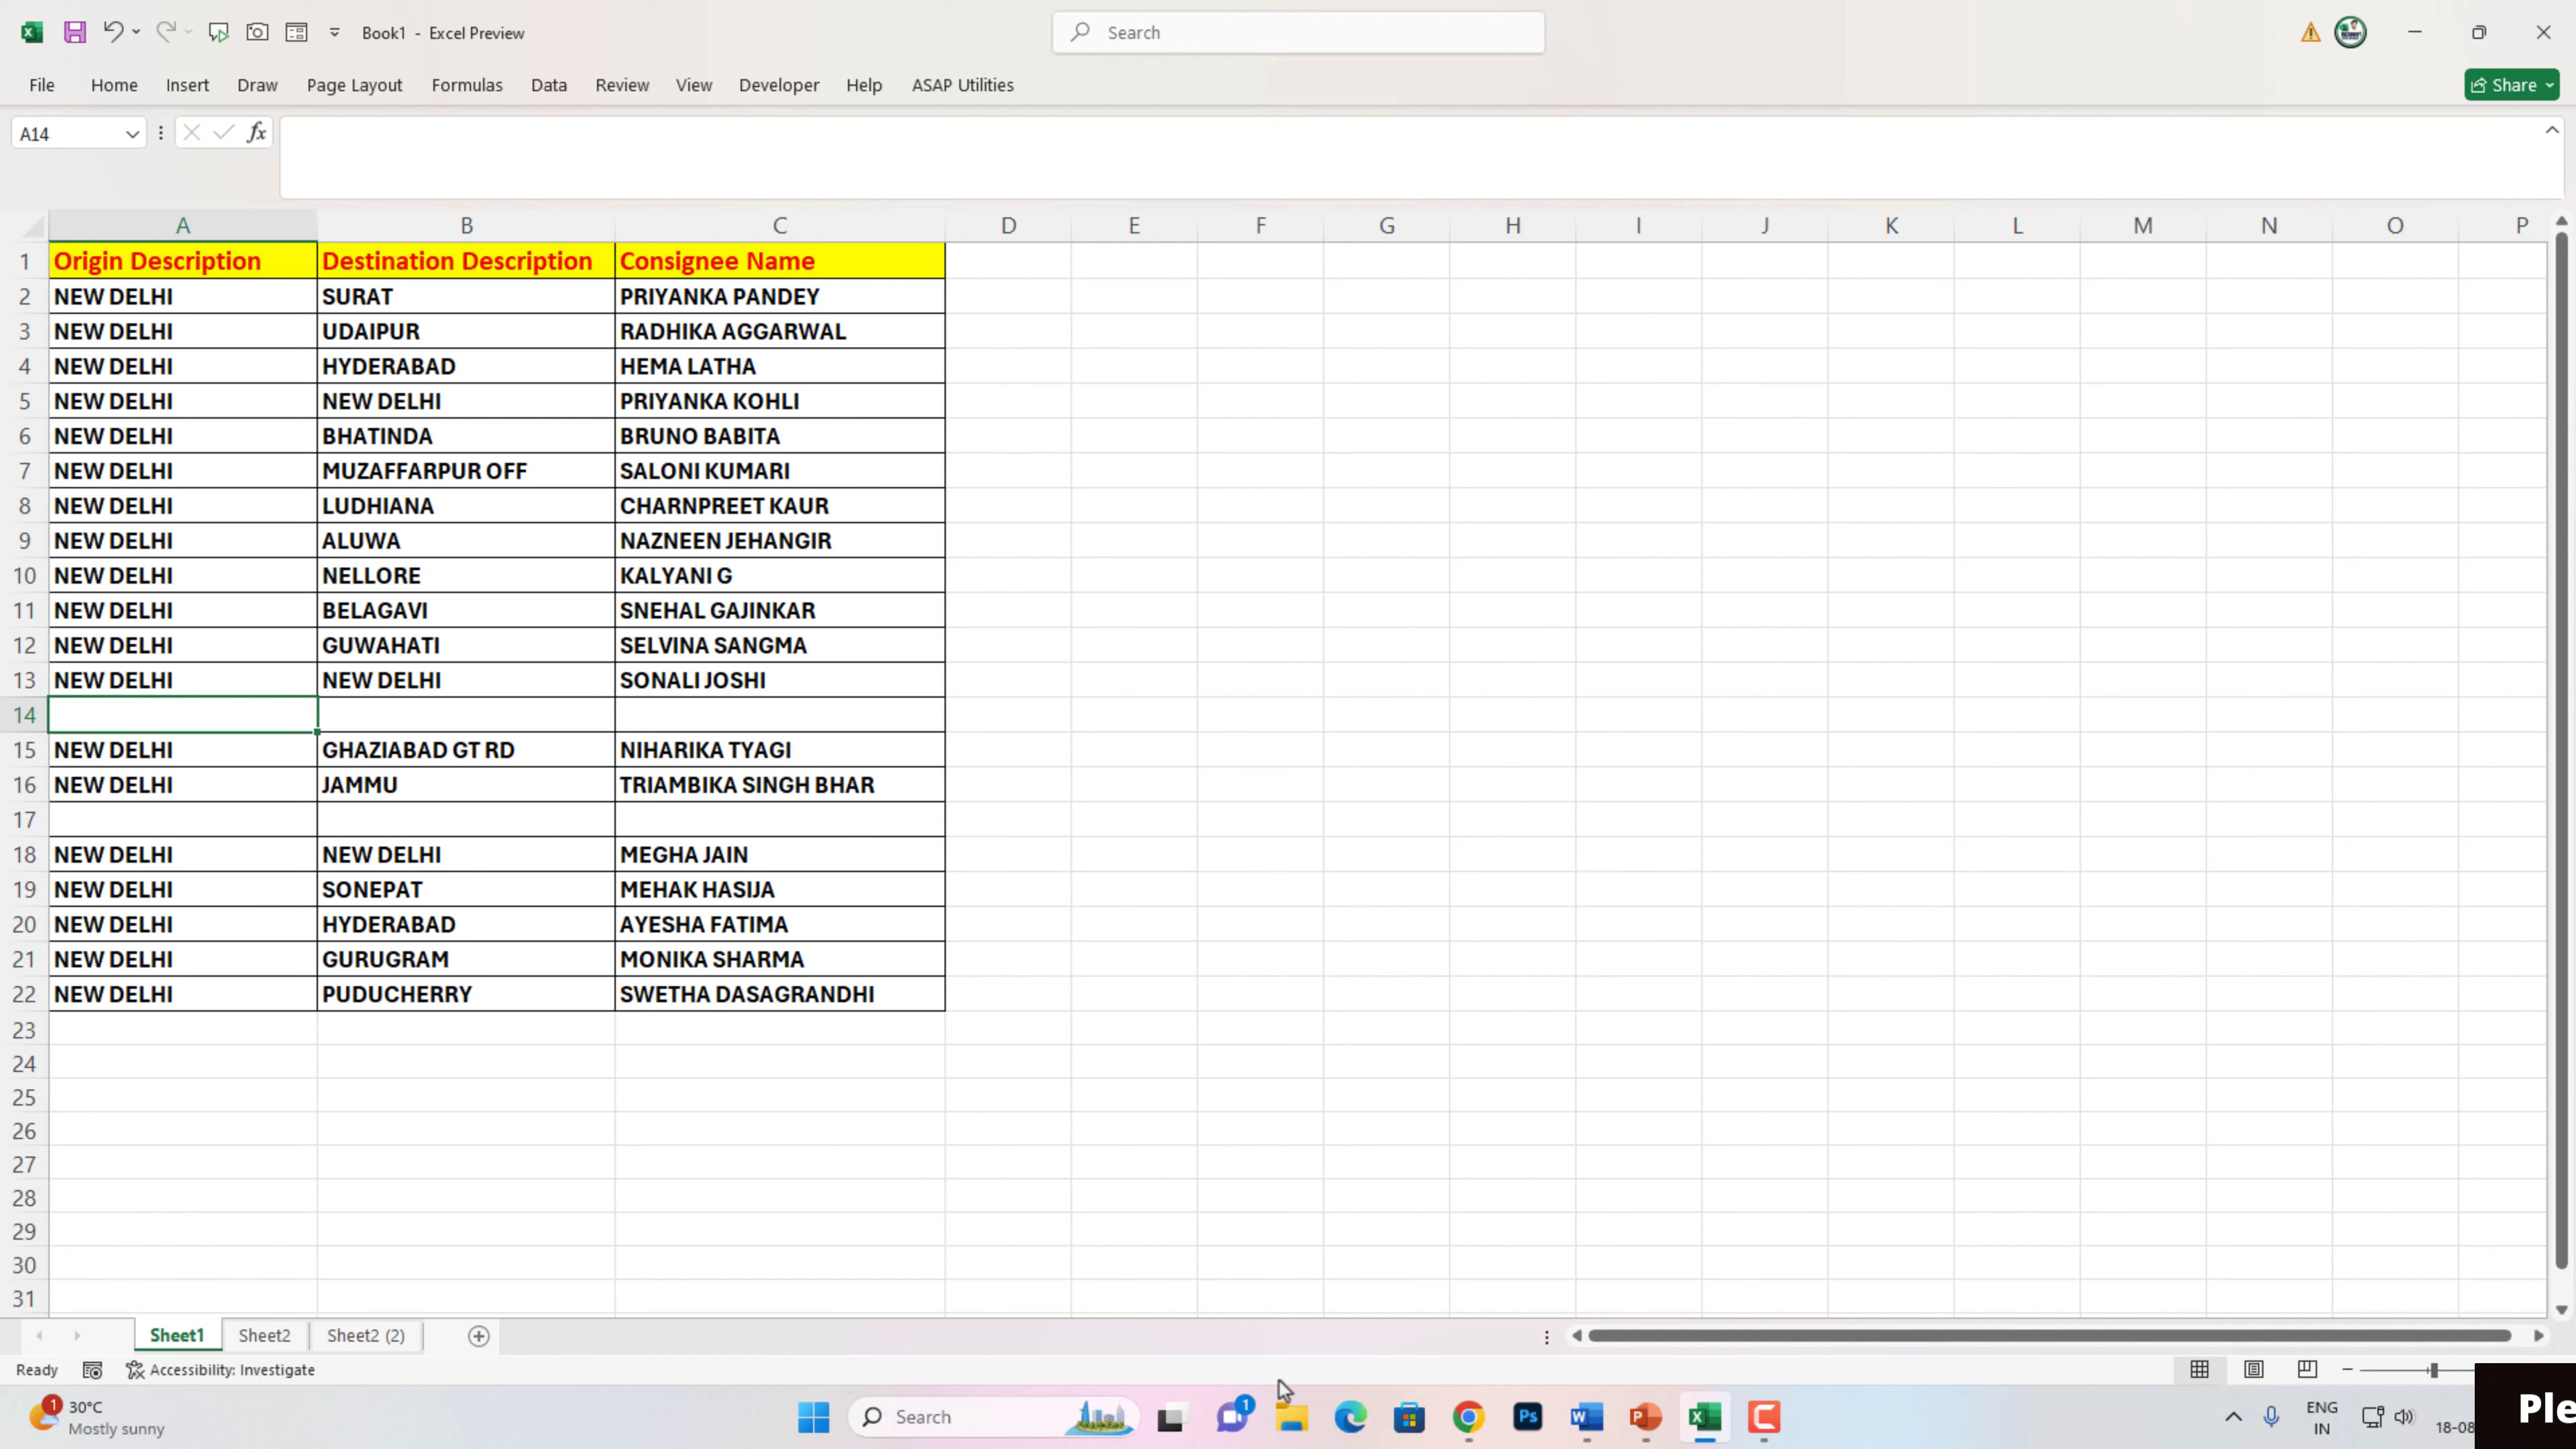 Book1 - Excel Preview
Search
File Home Insert Draw Page Layout Formulas Data Review View Developer Help ASAP Utilities
Share
A14
fx
A B C D E F G H I J K L M N O P
1 Origin Description Destination Description Consignee Name
2 NEW DELHI SURAT PRIYANKA PANDEY
3 NEW DELHI UDAIPUR RADHIKA AGGARWAL
4 NEW DELHI HYDERABAD HEMA LATHA
5 NEW DELHI NEW DELHI PRIYANKA KOHLI
6 NEW DELHI BHATINDA BRUNO BABITA
7 NEW DELHI MUZAFFARPUR OFF SALONI KUMARI
8 NEW DELHI LUDHIANA CHARNPREET KAUR
9 NEW DELHI ALUWA NAZNEEN JEHANGIR
10 NEW DELHI NELLORE KALYANI G
11 NEW DELHI BELAGAVI SNEHAL GAJINKAR
12 NEW DELHI GUWAHATI SELVINA SANGMA
13 NEW DELHI NEW DELHI SONALI JOSHI
14
15 NEW DELHI GHAZIABAD GT RD NIHARIKA TYAGI
16 NEW DELHI JAMMU TRIAMBIKA SINGH BHAR
17
18 NEW DELHI NEW DELHI MEGHA JAIN
19 NEW DELHI SONEPAT MEHAK HASIJA
20 NEW DELHI HYDERABAD AYESHA FATIMA
21 NEW DELHI GURUGRAM MONIKA SHARMA
22 NEW DELHI PUDUCHERRY SWETHA DASAGRANDHI
23
24
25
26
27
28
29
30
31
Sheet1 Sheet2 Sheet2 (2)
Ready Accessibility: Investigate
1 30°C
Mostly sunny
Search
1
Ps
ENG
IN
18-08
Ple